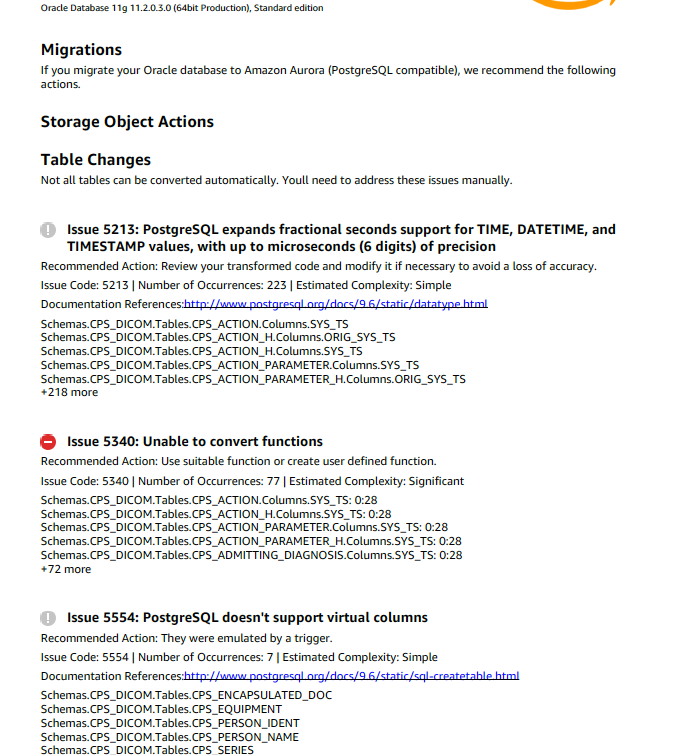 Oracle Database 11g 11.2.0.3.0 (64bit Production), Standard edition
Migrations
If you migrate your Oracle database to Amazon Aurora (PostgreSQL compatible), we recommend the following
actions.
Storage Object Actions
Table Changes
Not all tables can be converted automatically. Youll need to address these issues manually.
Issue 5213: PostgreSQL expands fractional seconds support for TIME, DATETIME, and
TIMESTAMP values, with up to microseconds (6 digits) of precision
Recommended Action: Review your transformed code and modify it if necessary to avoid a loss of accuracy.
Issue Code: 5213 | Number of Occurrences: 223 | Estimated Complexity: Simple
Documentation References:http://www.postgresql.org/docs/9.6/static/datatype.html
Schemas.CPS_DICOM.Tables.CPS_ACTION.Columns.SYS_TS
Schemas.CPS_DICOM.Tables.CPS_ACTION_H.Columns.ORIG_SYS_TS
Schemas.CPS_DICOM.Tables.CPS_ACTION_H.Columns.SYS_TS
Schemas.CPS_DICOM.Tables.CPS_ACTION_PARAMETER.Columns.SYS_TS
Schemas.CPS_DICOM.Tables.CPS_ACTION_PARAMETER_H.Columns.ORIG_SYS_TS
+218 more
Issue 5340: Unable to convert functions
Recommended Action: Use suitable function or create user defined function.
Issue Code: 5340 | Number of Occurrences: 77 | Estimated Complexity: Significant
Schemas.CPS_DICOM.Tables.CPS_ACTION.Columns.SYS_TS: 0:28
Schemas.CPS_DICOM.Tables.CPS_ACTION_H.Columns.SYS_TS: 0:28
Schemas.CPS_DICOM.Tables.CPS_ACTION_PARAMETER.Columns.SYS_TS: 0:28
Schemas.CPS_DICOM.Tables.CPS_ACTION_PARAMETER_H.Columns.SYS_TS: 0:28
Schemas.CPS_DICOM.Tables.CPS_ADMITTING_DIAGNOSIS.Columns.SYS_TS: 0:28
+72 more
Issue 5554: PostgreSQL doesn't support virtual columns
Recommended Action: They were emulated by a trigger.
Issue Code: 5554 | Number of Occurrences: 7 | Estimated Complexity: Simple
Documentation References:http://www.postgresql.org/docs/9.6/static/sql-createtable.html
Schemas.CPS_DICOM.Tables.CPS_ENCAPSULATED_DOC
Schemas.CPS_DICOM.Tables.CPS_EQUIPMENT
Schemas.CPS_DICOM.Tables.CPS_PERSON_IDENT
Schemas.CPS_DICOM.Tables.CPS_PERSON_NAME
Schemas.CPS_DICOM.Tables.CPS_SERIES